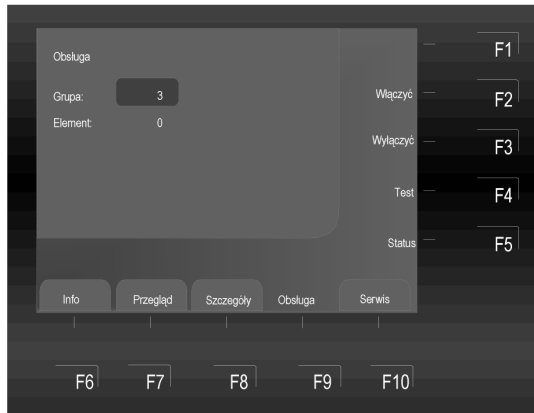 Obsługa
Grupa: 3
Element: 0
F1
Włączyć F2
Wyłączyć F3
Test F4
Status F5
Info Przegląd Szczegóły Obsługa Serwis
F6 F7 F8 F9 F10